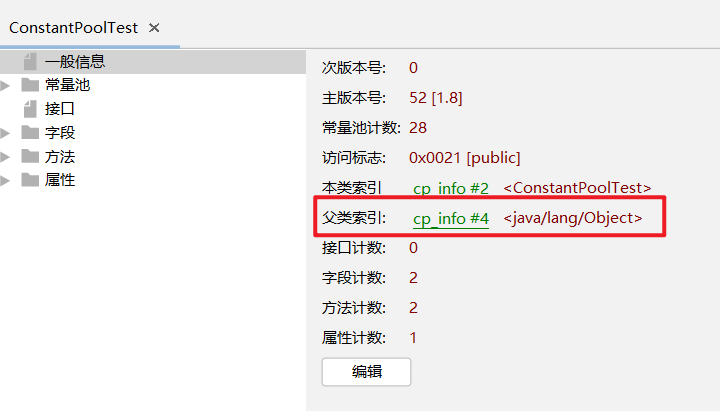 ConstantPoolTest ×
一般信息
常量池
接口
字段
方法
属性
次版本号: 0
主版本号: 52 [1.8]
常量池计数: 28
访问标志: 0x0021 [public]
本类索引 cp_info #2 <ConstantPoolTest>
父类索引: cp_info #4 <java/lang/Object>
接口计数: 0
字段计数: 2
方法计数: 2
属性计数: 1
编辑